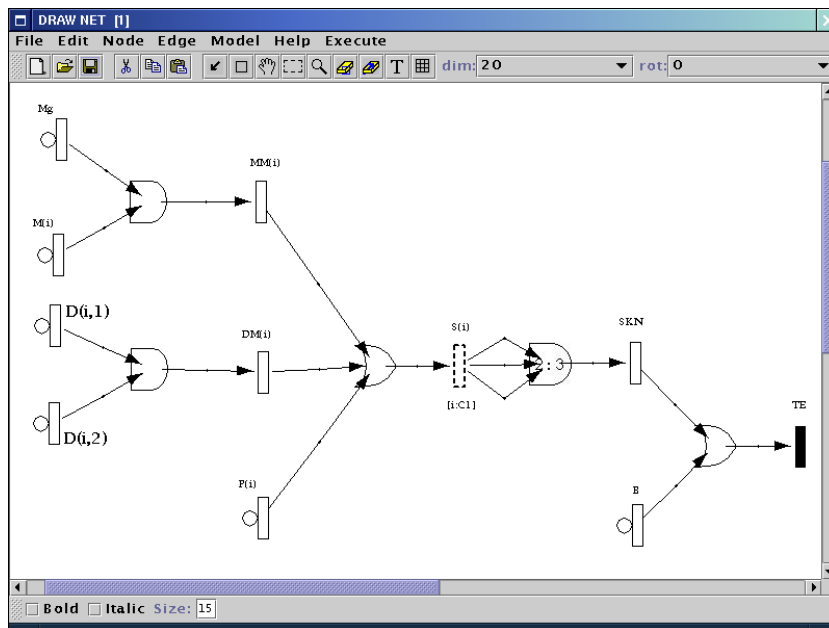 DRAW NET [1]
File Edit Node Edge Model Help Execute
T dim: 20 rot: 0
Mg
MM(i)
M(i)
D(i,1)
DM(i)
S(i)
SKN
2 : 3
[i:C1]
TE
D(i,2)
P(i)
B
Bold Italic Size: 15